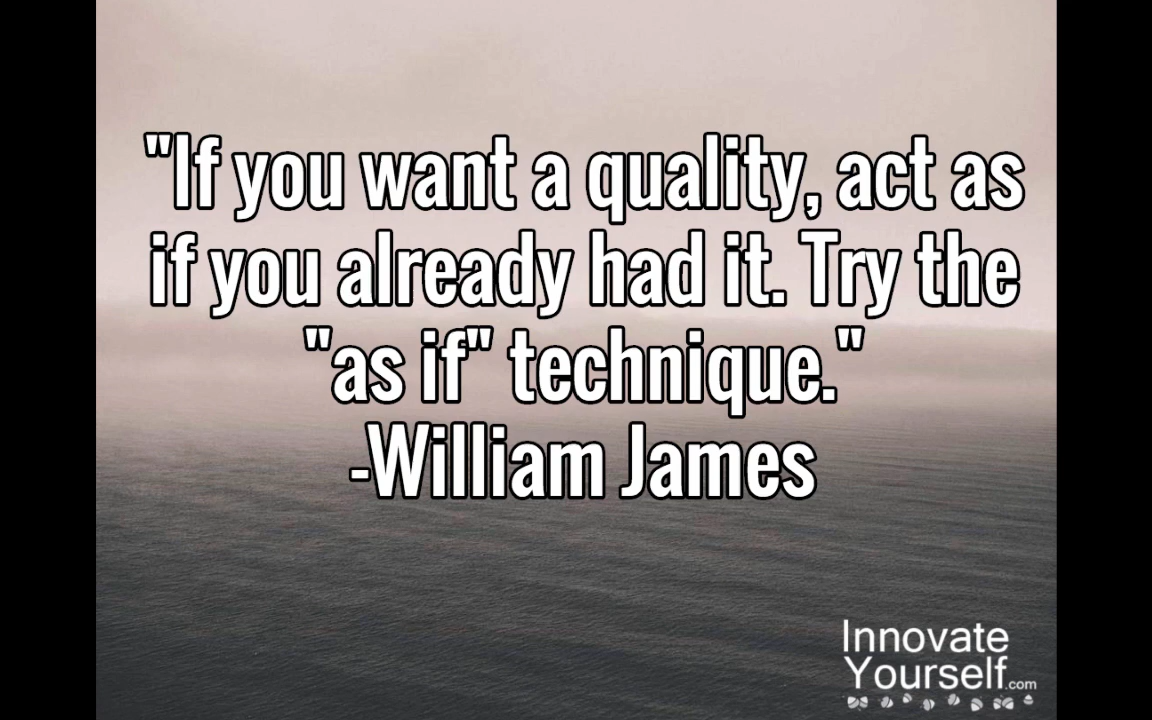 "If you want a quality, act as
if you already had it. Try the
"as if" technique."
-William James
Innovate
Yourself.com